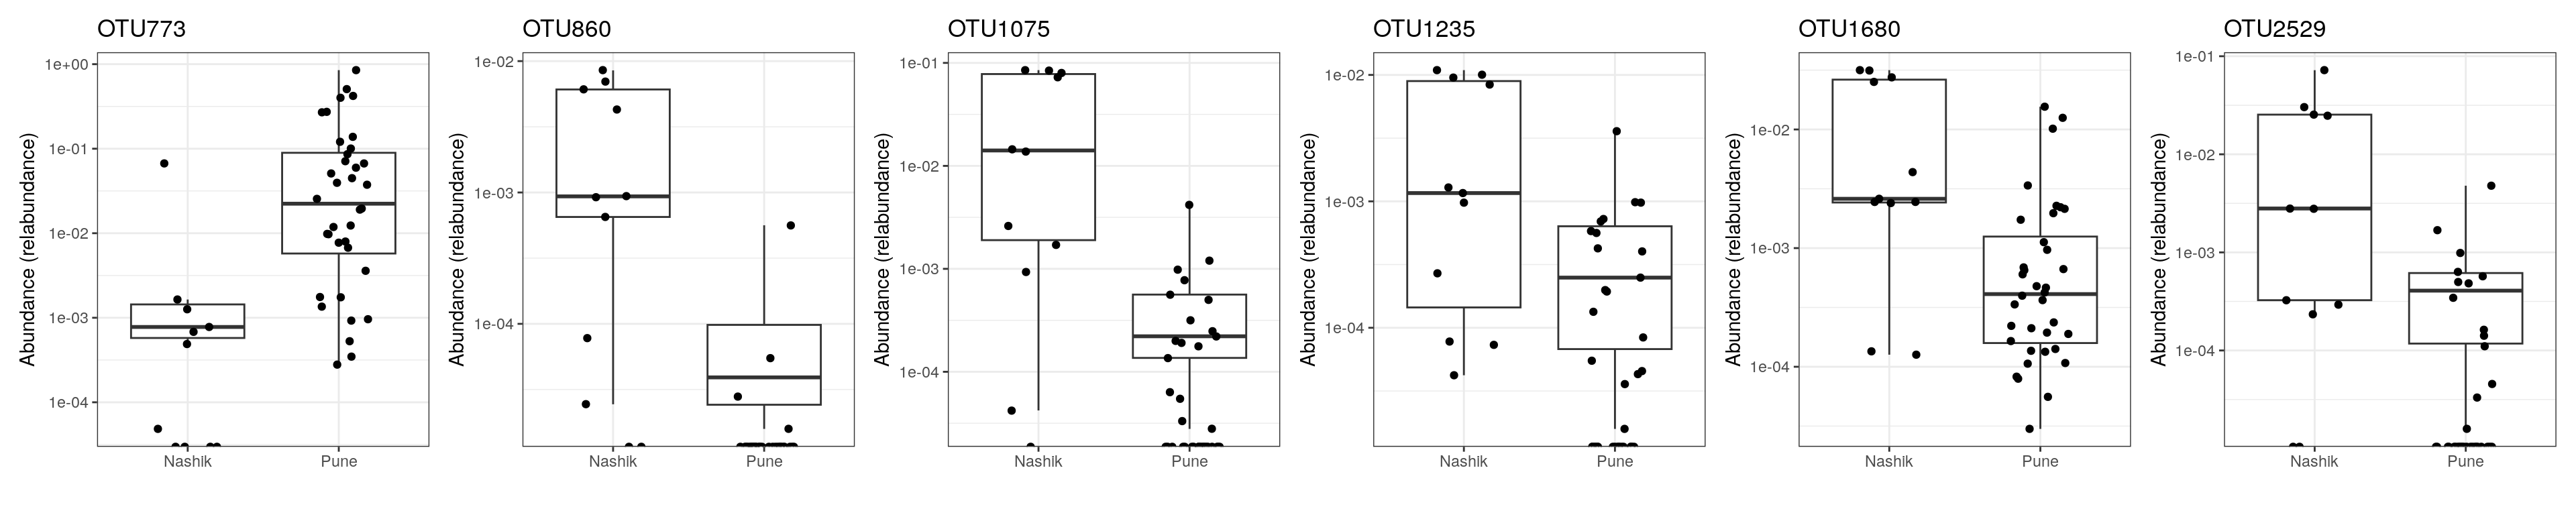 OTU773
Abundance (relabundance)
1e+00
1e-01
1e-02
1e-03
1e-04
Nashik
Pune
OTU860
Abundance (relabundance)
1e-02
1e-03
1e-04
Nashik
Pune
OTU1075
Abundance (relabundance)
1e-01
1e-02
1e-03
1e-04
Nashik
Pune
OTU1235
Abundance (relabundance)
1e-02
1e-03
1e-04
Nashik
Pune
OTU1680
Abundance (relabundance)
1e-02
1e-03
1e-04
Nashik
Pune
OTU2529
Abundance (relabundance)
1e-01
1e-02
1e-03
1e-04
Nashik
Pune